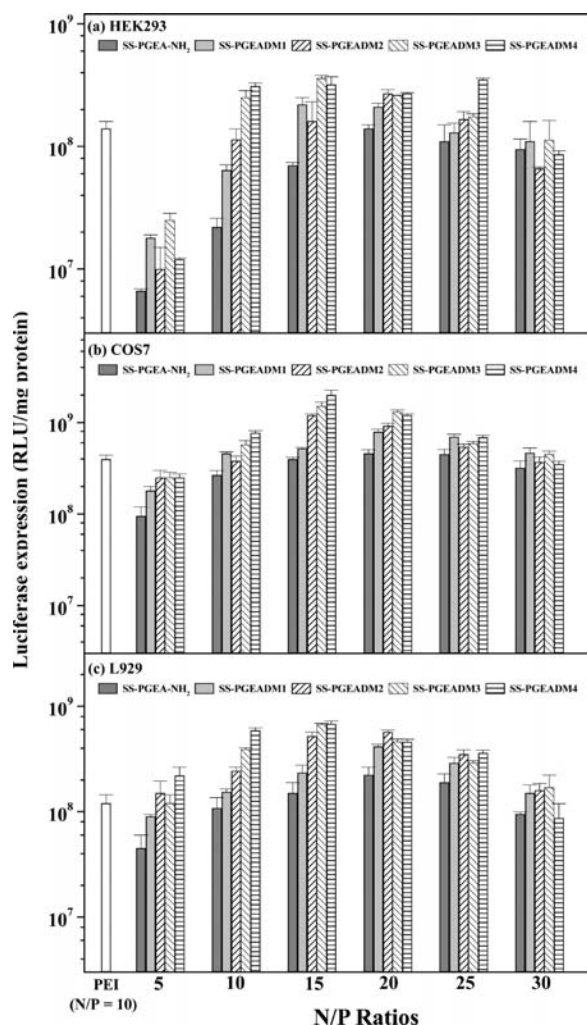 (a) HEK293
SS-PGEA-NH₂ SS-PGEADM1 SS-PGEADM2 SS-PGEADM3 SS-PGEADM4
10⁹
10⁸
10⁷
(b) COS7
SS-PGEA-NH₂ SS-PGEADM1 SS-PGEADM2 SS-PGEADM3 SS-PGEADM4
10⁹
10⁸
10⁷
(c) L929
SS-PGEA-NH₂ SS-PGEADM1 SS-PGEADM2 SS-PGEADM3 SS-PGEADM4
10⁹
10⁸
10⁷
Luciferase expression (RLU/mg protein)
PEI 5 10 15 20 25 30
(N/P = 10)
N/P Ratios